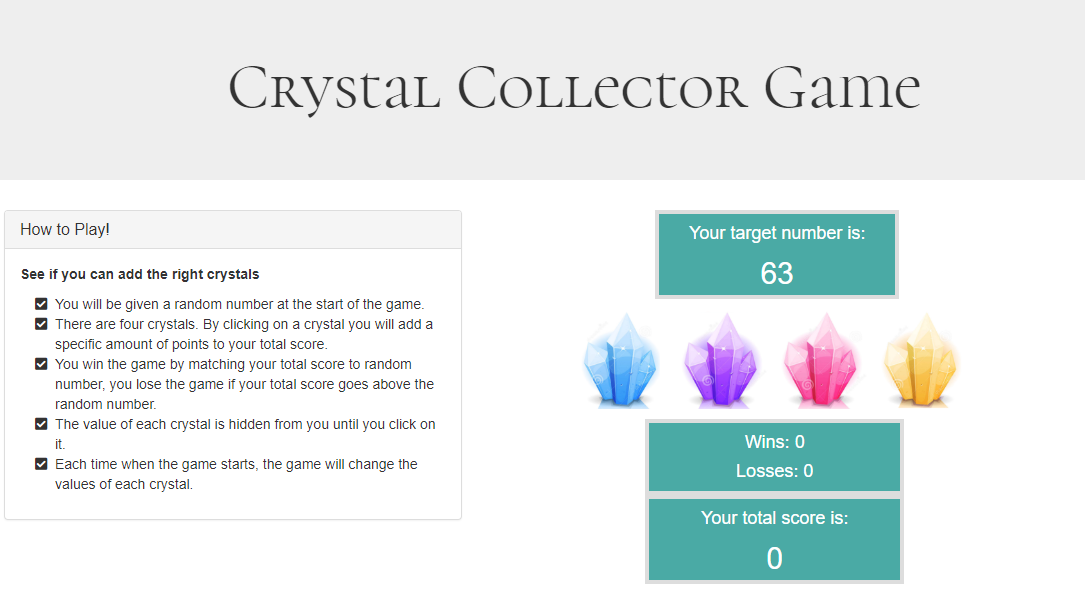 Crystal Collector Game
How to Play!
See if you can add the right crystals
You will be given a random number at the start of the game.
There are four crystals. By clicking on a crystal you will add a
specific amount of points to your total score.
You win the game by matching your total score to random
number, you lose the game if your total score goes above the
random number.
The value of each crystal is hidden from you until you click on
it.
Each time when the game starts, the game will change the
values of each crystal.
Your target number is:
63
Wins: 0
Losses: 0
Your total score is:
0